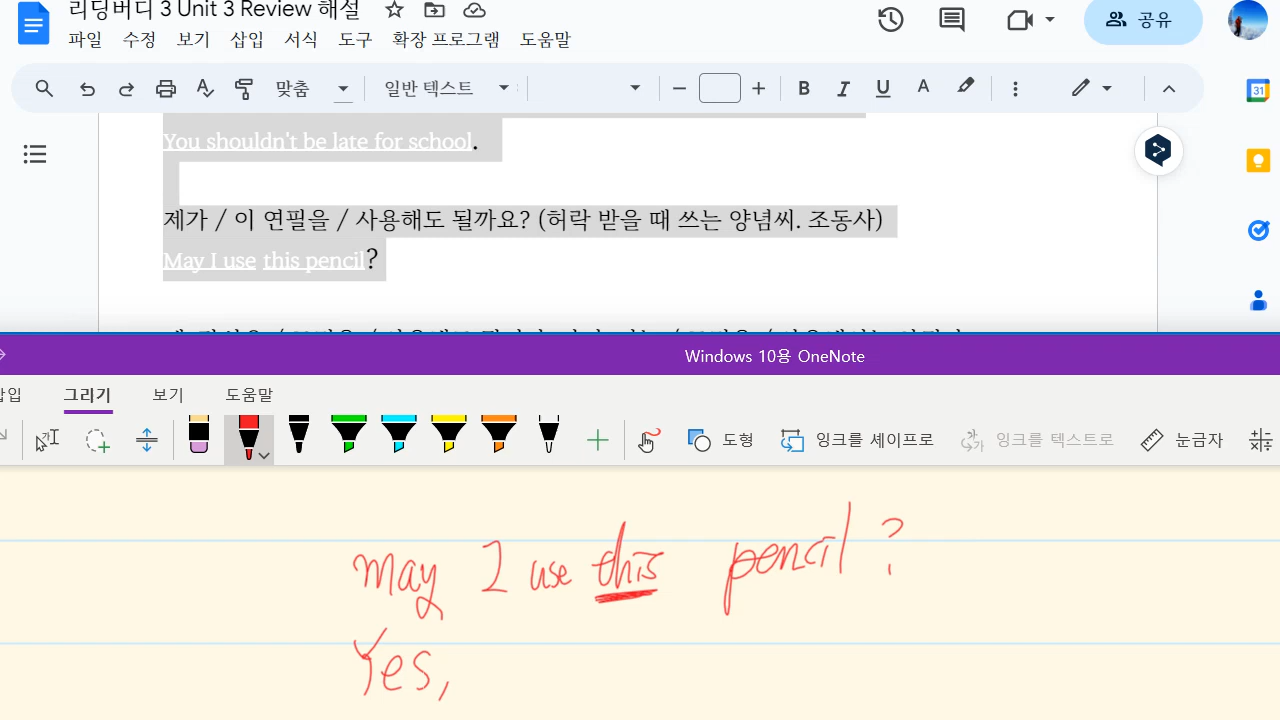 리딩버디 3 Unit 3 Review 해설
파일 수정 보기 삽입 서식 도구 확장 프로그램 도움말
공유
맞춤 일반 텍스트 B I U A
31
You shouldn't be late for school.
제가 / 이 연필을 / 사용해도 될까요? (허락 받을 때 쓰는 양념씨. 조동사)
May I use this pencil?
Windows 10용 OneNote
그리기 보기 도움말
도형 잉크를 셰이프로 잉크를 텍스트로 눈금자
May I use this pencil?
Yes,